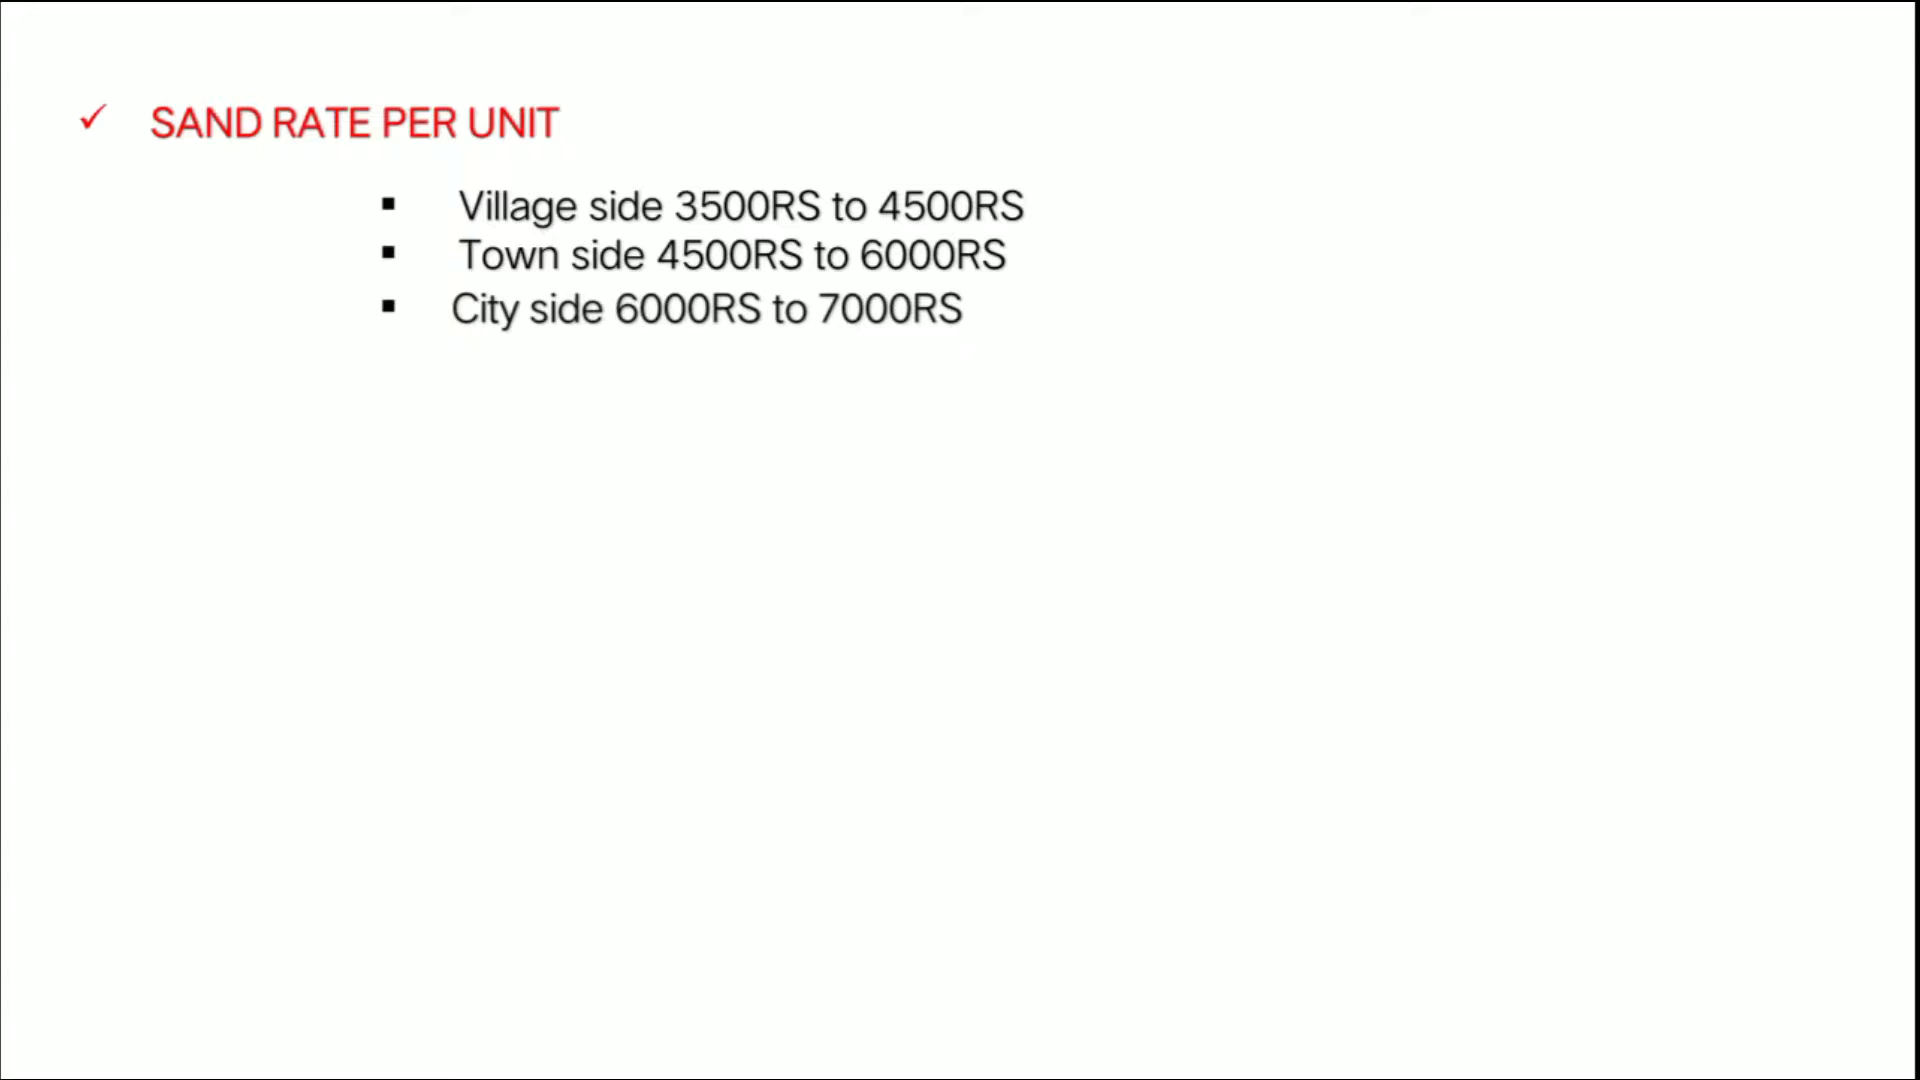 SAND RATE PER UNIT
Village side 3500RS to 4500RS
Town side 4500RS to 6000RS
City side 6000RS to 7000RS